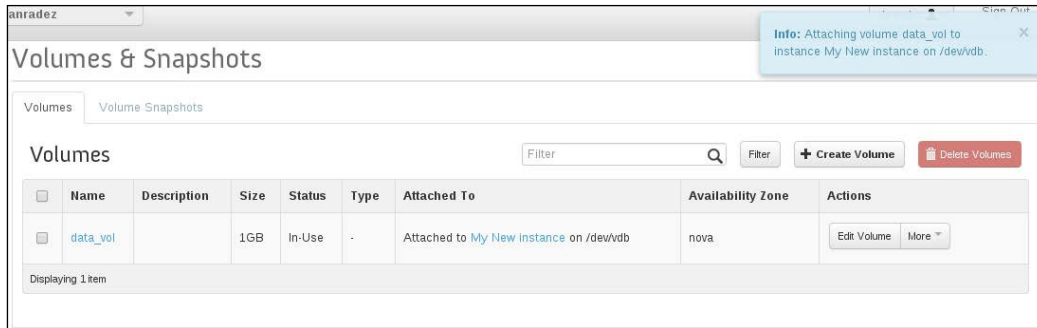 anradez
Sign Out
Info: Attaching volume data_vol to
instance My New instance on /dev/vdb.
×
Volumes & Snapshots
Volumes Volume Snapshots
Volumes
Filter Filter + Create Volume Delete Volumes
Name Description Size Status Type Attached To Availability Zone Actions
data_vol 1GB In-Use - Attached to My New instance on /dev/vdb nova Edit Volume More
Displaying 1 item